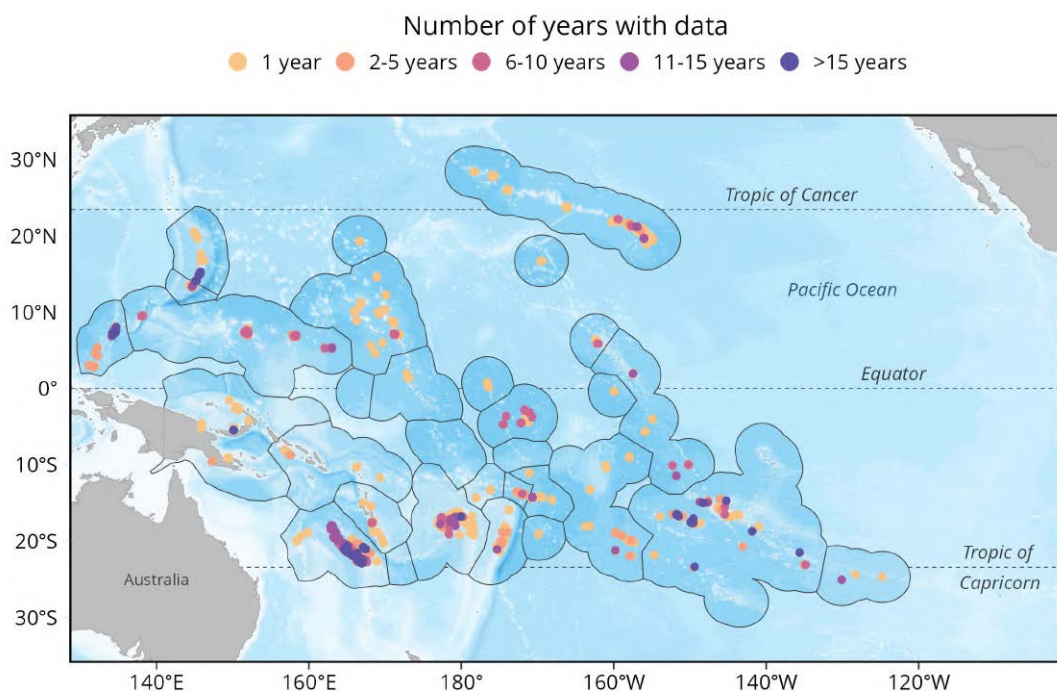 Number of years with data
1 year 2-5 years 6-10 years 11-15 years >15 years
30°N
Tropic of Cancer
20°N
Pacific Ocean
10°N
Equator
0°
10°S
20°S
Tropic of
Capricorn
Australia
30°S
140°E 160°E 180° 160°W 140°W 120°W